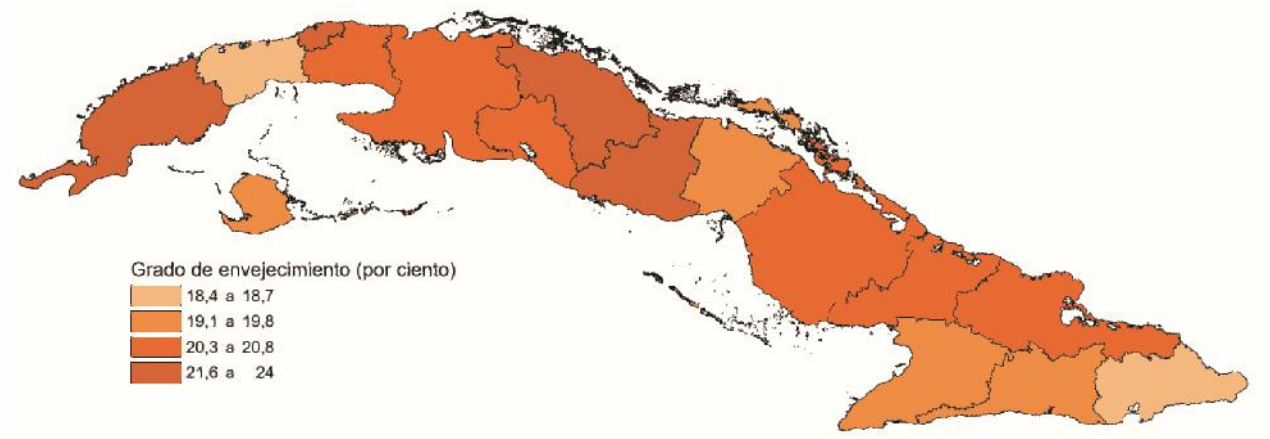 Grado de envejecimiento (por ciento)
18,4 a 18,7
19,1 a 19,8
20,3 a 20,8
21,6 a 24